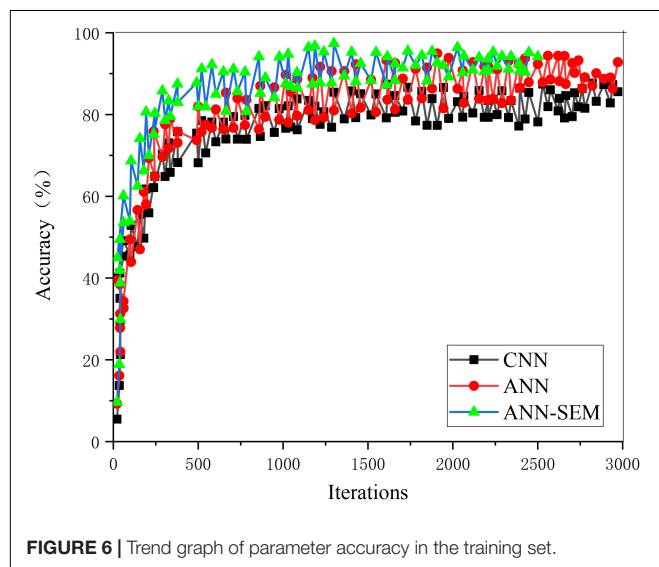 100
80
60
40
20
0
Accuracy（%）
CNN
ANN
ANN-SEM
0 500 1000 1500 2000 2500 3000
Iterations
FIGURE 6 | Trend graph of parameter accuracy in the training set.